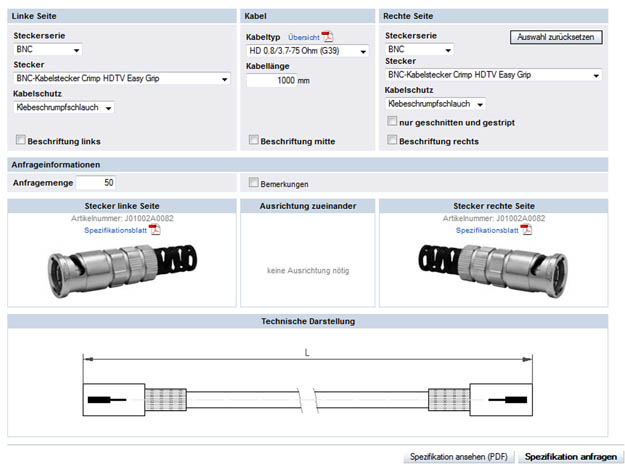 Linke Seite
Kabel
Rechte Seite
Steckerserie
BNC
Stecker
BNC-Kabelstecker Crimp HDTV Easy Grip
Kabelschutz
Klebeschrumpfschlauch
Beschriftung links
Kabeltyp Übersicht
HD 0.8/3.7-75 Ohm (G39)
Kabellänge
1000 mm
Beschriftung mitte
Steckerserie
BNC
Auswahl zurücksetzen
Stecker
BNC-Kabelstecker Crimp HDTV Easy Grip
Kabelschutz
Klebeschrumpfschlauch
nur geschnitten und gestript
Beschriftung rechts
Anfrageinformationen
Anfragemenge 50
Bemerkungen
Stecker linke Seite
Artikelnummer: J01002A0082
Spezifikationsblatt
Ausrichtung zueinander
keine Ausrichtung nötig
Stecker rechte Seite
Artikelnummer: J01002A0082
Spezifikationsblatt
Technische Darstellung
L
Spezifikation ansehen (PDF)
Spezifikation anfragen